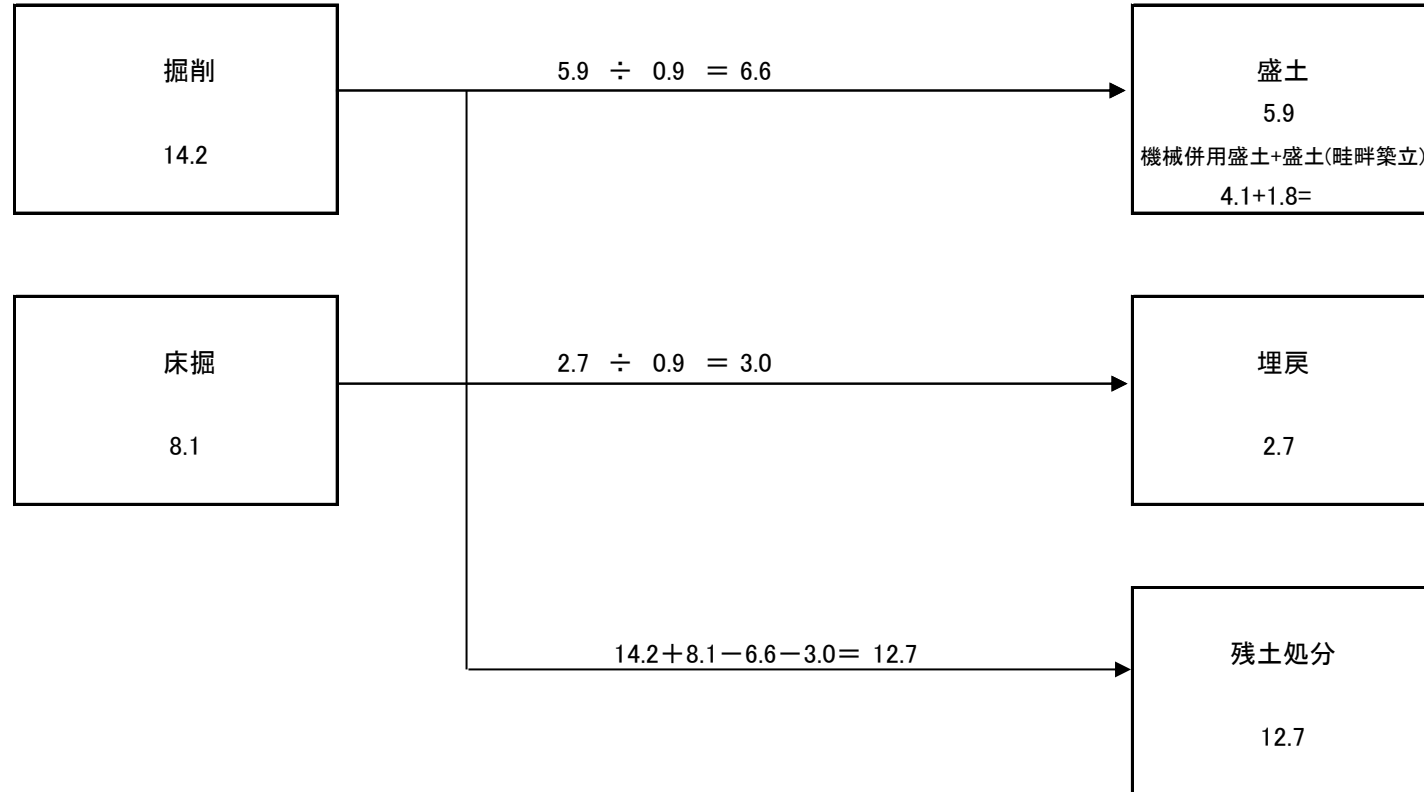 掘削
14.2
5.9 ÷ 0.9 ＝ 6.6
盛土
5.9
機械併用盛土+盛土(畦畔築立)
4.1+1.8=
床掘
8.1
2.7 ÷ 0.9 ＝ 3.0
埋戻
2.7
14.2＋8.1－6.6－3.0＝ 12.7
残土処分
12.7